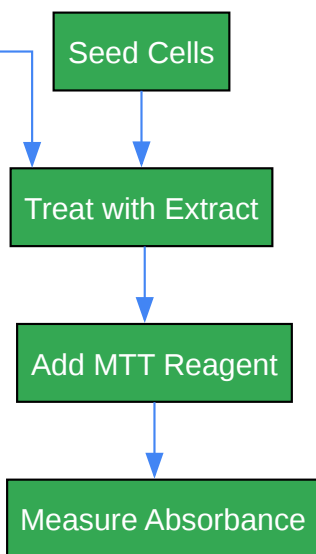 Seed Cells
Treat with Extract
Add MTT Reagent
Measure Absorbance